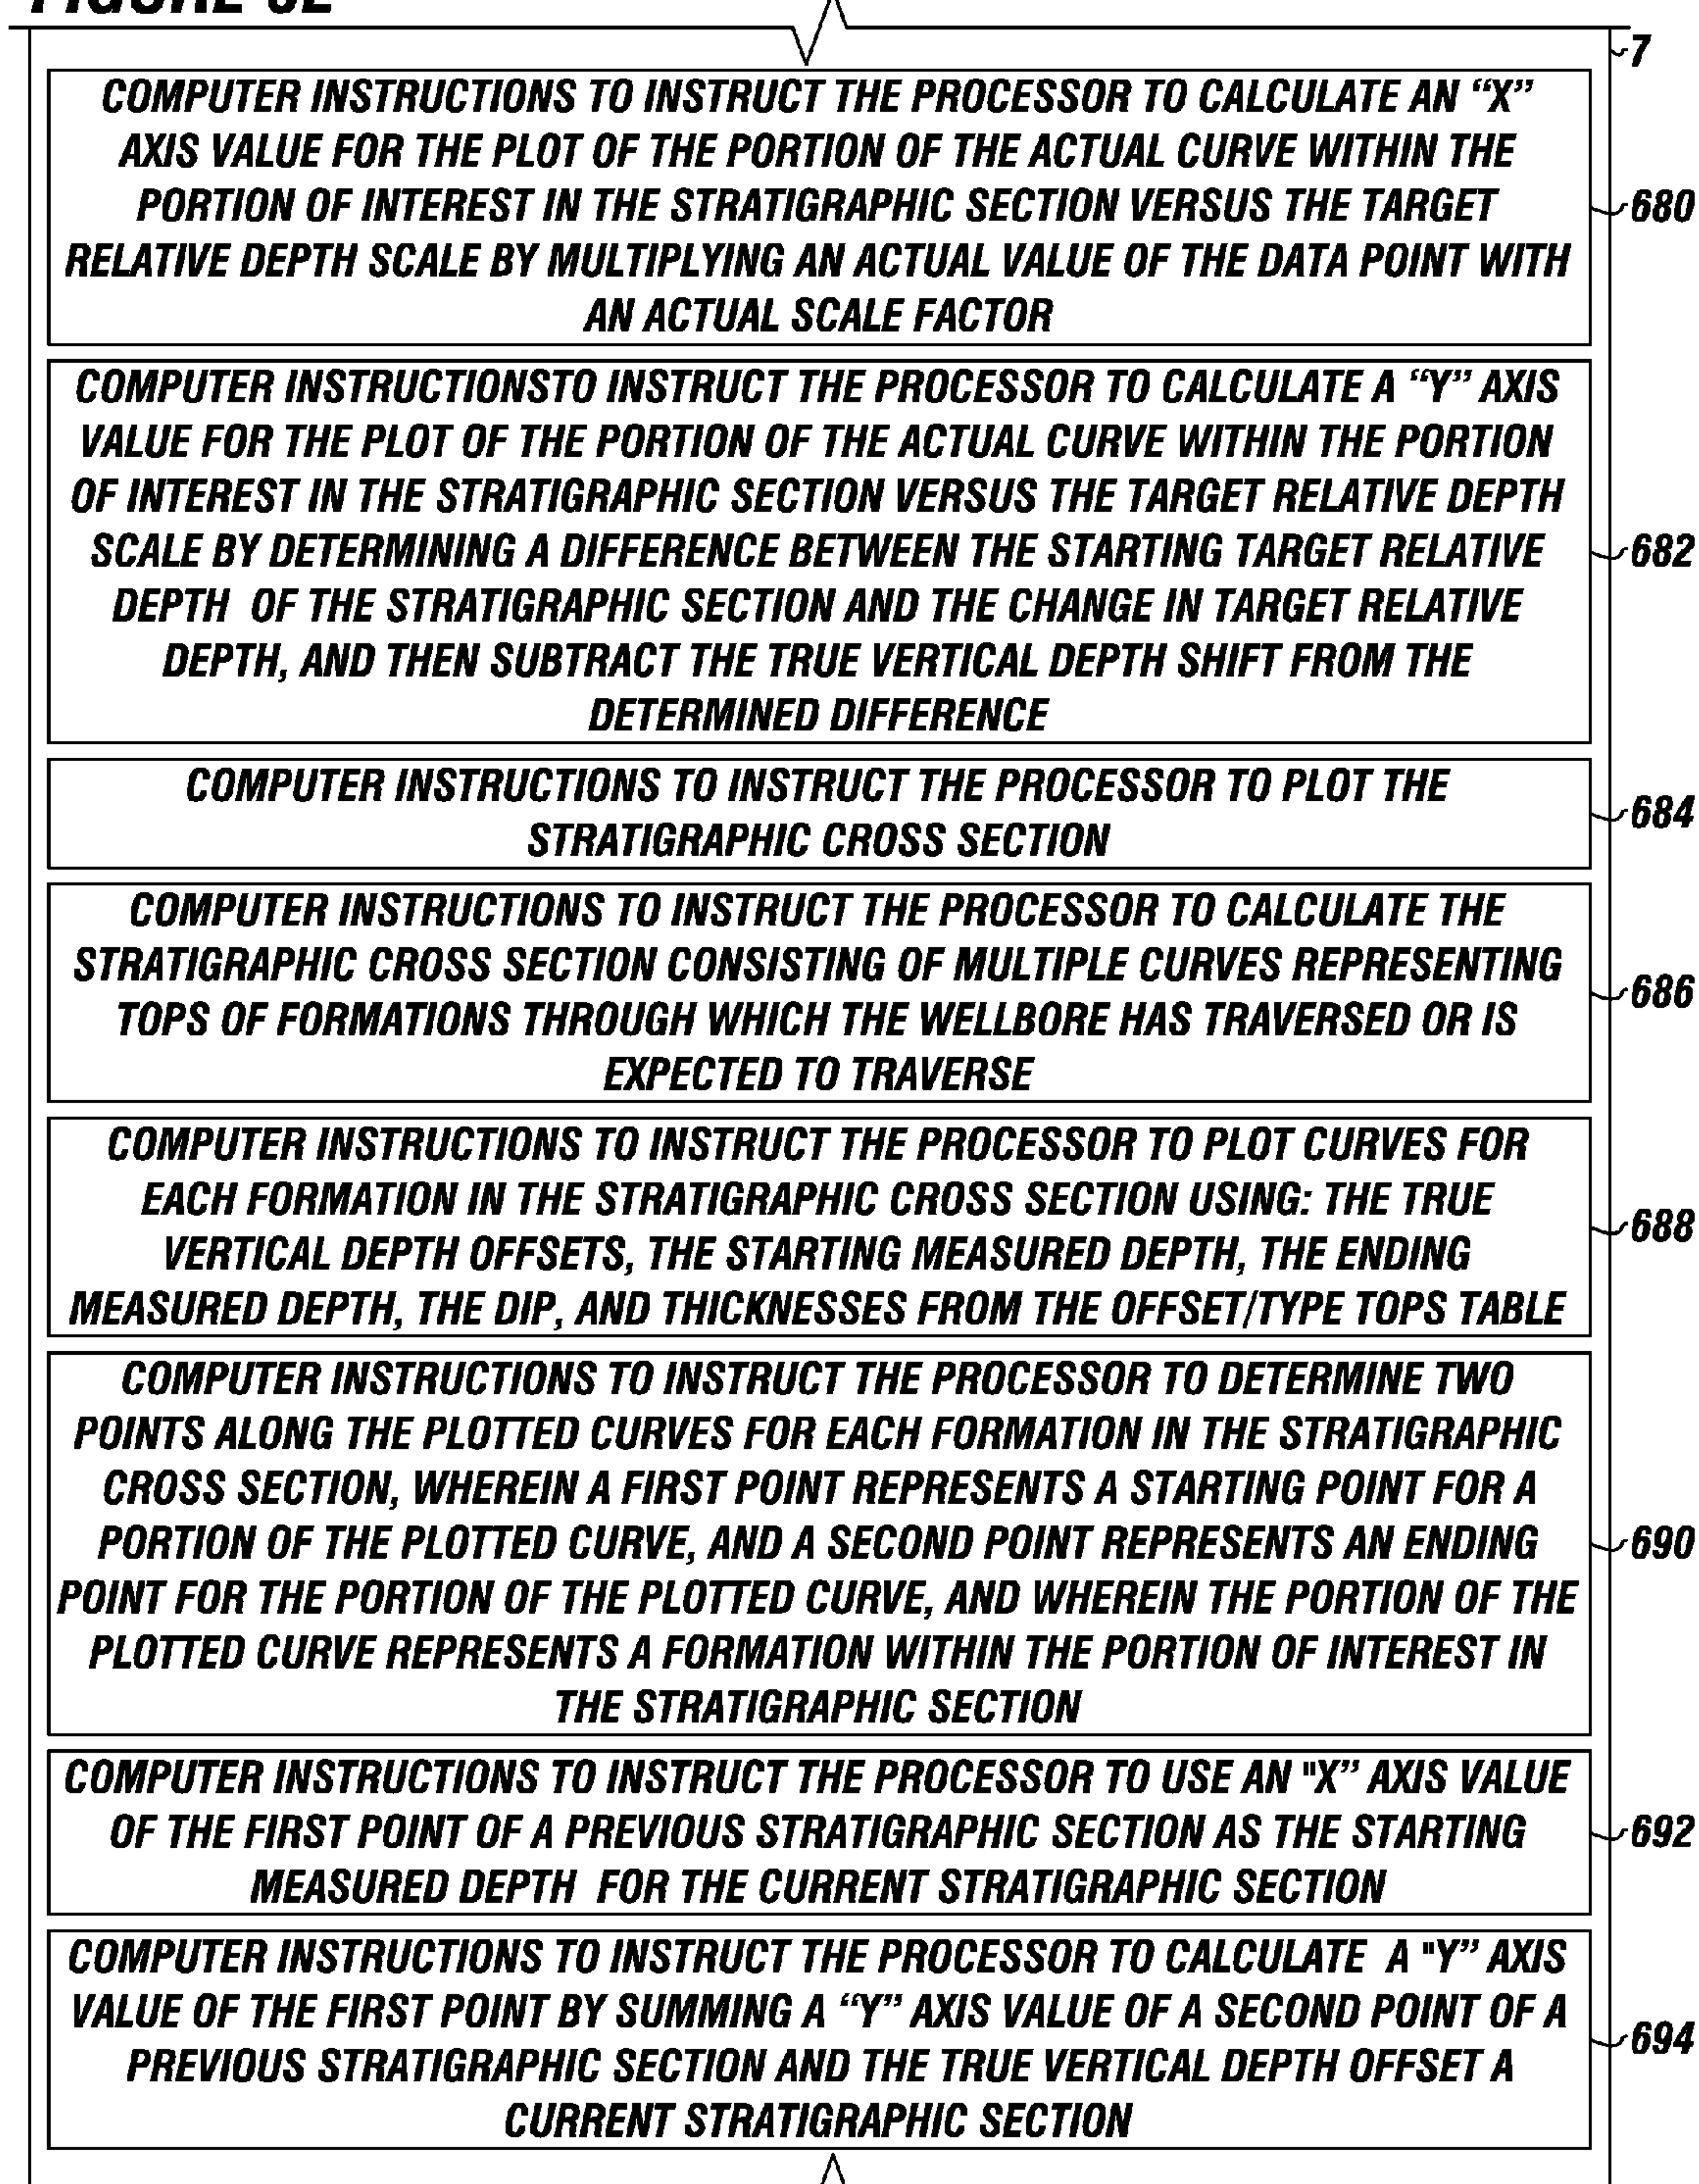 7
COMPUTER INSTRUCTIONS TO INSTRUCT THE PROCESSOR TO CALCULATE AN “X”
AXIS VALUE FOR THE PLOT OF THE PORTION OF THE ACTUAL CURVE WITHIN THE
PORTION OF INTEREST IN THE STRATIGRAPHIC SECTION VERSUS THE TARGET
RELATIVE DEPTH SCALE BY MULTIPLYING AN ACTUAL VALUE OF THE DATA POINT WITH
AN ACTUAL SCALE FACTOR
680
COMPUTER INSTRUCTIONSTO INSTRUCT THE PROCESSOR TO CALCULATE A “Y” AXIS
VALUE FOR THE PLOT OF THE PORTION OF THE ACTUAL CURVE WITHIN THE PORTION
OF INTEREST IN THE STRATIGRAPHIC SECTION VERSUS THE TARGET RELATIVE DEPTH
SCALE BY DETERMINING A DIFFERENCE BETWEEN THE STARTING TARGET RELATIVE
DEPTH OF THE STRATIGRAPHIC SECTION AND THE CHANGE IN TARGET RELATIVE
DEPTH, AND THEN SUBTRACT THE TRUE VERTICAL DEPTH SHIFT FROM THE
DETERMINED DIFFERENCE
682
COMPUTER INSTRUCTIONS TO INSTRUCT THE PROCESSOR TO PLOT THE
STRATIGRAPHIC CROSS SECTION
684
COMPUTER INSTRUCTIONS TO INSTRUCT THE PROCESSOR TO CALCULATE THE
STRATIGRAPHIC CROSS SECTION CONSISTING OF MULTIPLE CURVES REPRESENTING
TOPS OF FORMATIONS THROUGH WHICH THE WELLBORE HAS TRAVERSED OR IS
EXPECTED TO TRAVERSE
686
COMPUTER INSTRUCTIONS TO INSTRUCT THE PROCESSOR TO PLOT CURVES FOR
EACH FORMATION IN THE STRATIGRAPHIC CROSS SECTION USING: THE TRUE
VERTICAL DEPTH OFFSETS, THE STARTING MEASURED DEPTH, THE ENDING
MEASURED DEPTH, THE DIP, AND THICKNESSES FROM THE OFFSET/TYPE TOPS TABLE
688
COMPUTER INSTRUCTIONS TO INSTRUCT THE PROCESSOR TO DETERMINE TWO
POINTS ALONG THE PLOTTED CURVES FOR EACH FORMATION IN THE STRATIGRAPHIC
CROSS SECTION, WHEREIN A FIRST POINT REPRESENTS A STARTING POINT FOR A
PORTION OF THE PLOTTED CURVE, AND A SECOND POINT REPRESENTS AN ENDING
POINT FOR THE PORTION OF THE PLOTTED CURVE, AND WHEREIN THE PORTION OF THE
PLOTTED CURVE REPRESENTS A FORMATION WITHIN THE PORTION OF INTEREST IN
THE STRATIGRAPHIC SECTION
690
COMPUTER INSTRUCTIONS TO INSTRUCT THE PROCESSOR TO USE AN "X” AXIS VALUE
OF THE FIRST POINT OF A PREVIOUS STRATIGRAPHIC SECTION AS THE STARTING
MEASURED DEPTH FOR THE CURRENT STRATIGRAPHIC SECTION
692
COMPUTER INSTRUCTIONS TO INSTRUCT THE PROCESSOR TO CALCULATE A "Y” AXIS
VALUE OF THE FIRST POINT BY SUMMING A “Y” AXIS VALUE OF A SECOND POINT OF A
PREVIOUS STRATIGRAPHIC SECTION AND THE TRUE VERTICAL DEPTH OFFSET A
CURRENT STRATIGRAPHIC SECTION
694